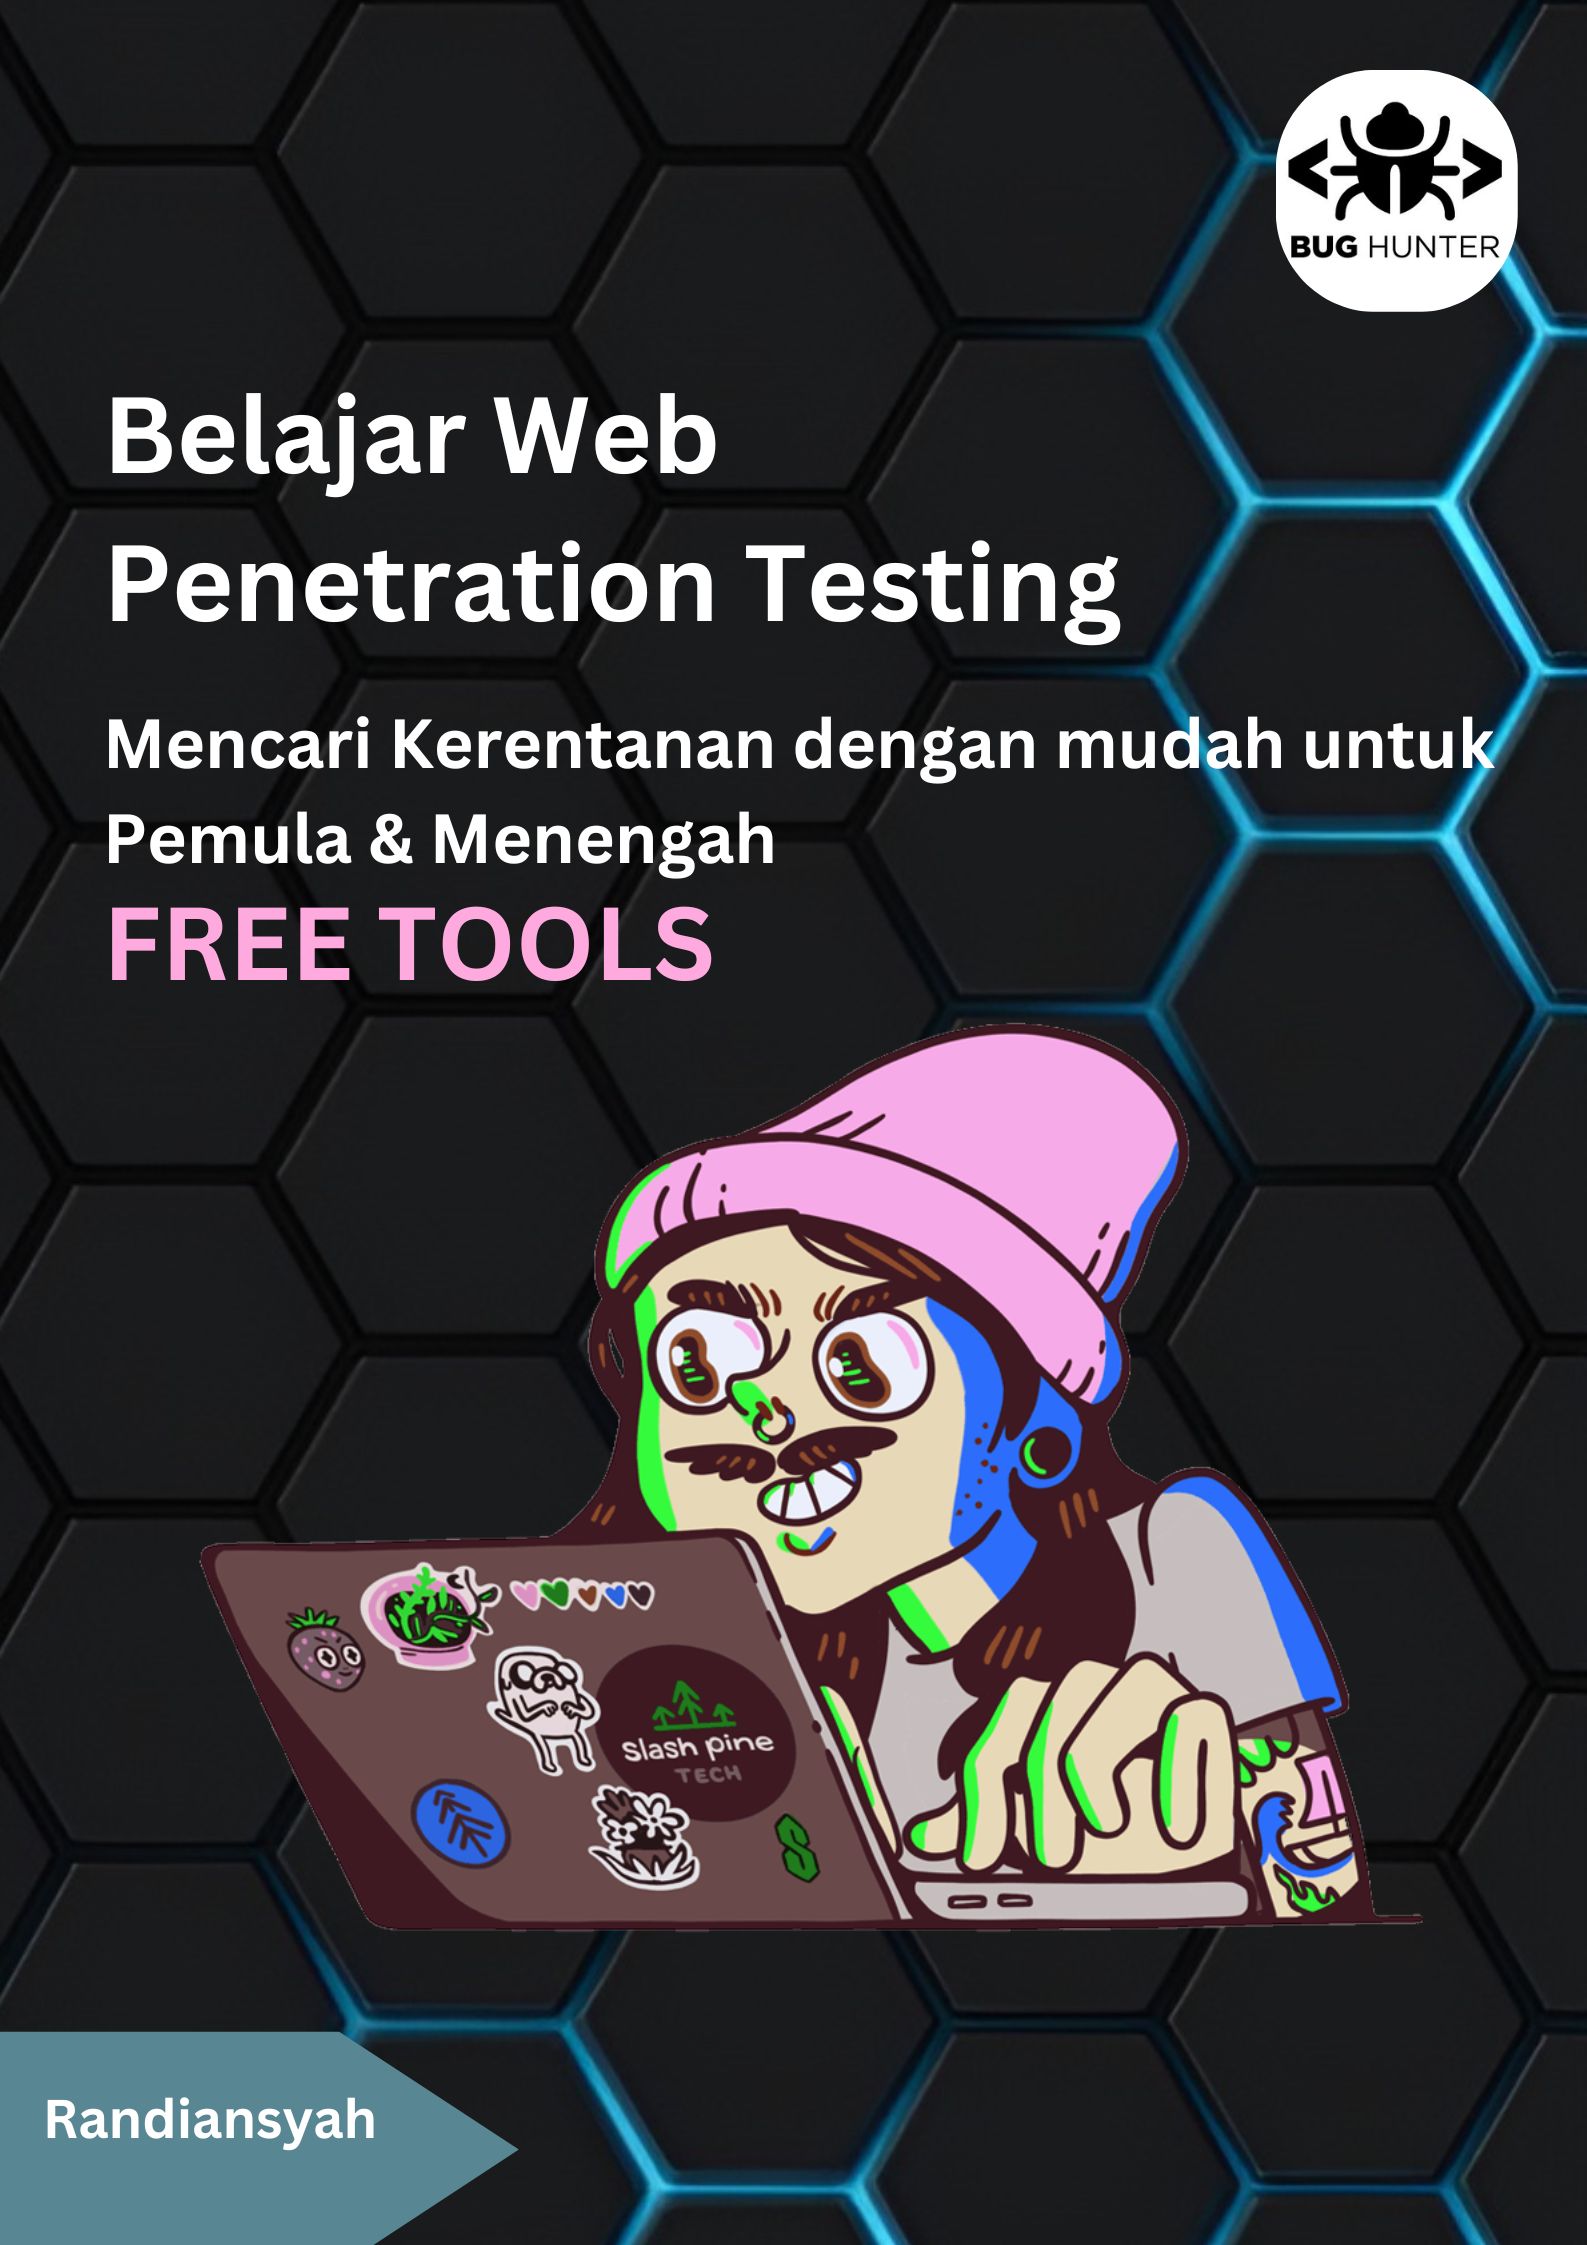 BUG HUNTER
Belajar Web
Penetration Testing
Mencari Kerentanan dengan mudah untuk
Pemula & Menengah
FREE TOOLS
slash pine
TECH
S
Randiansyah